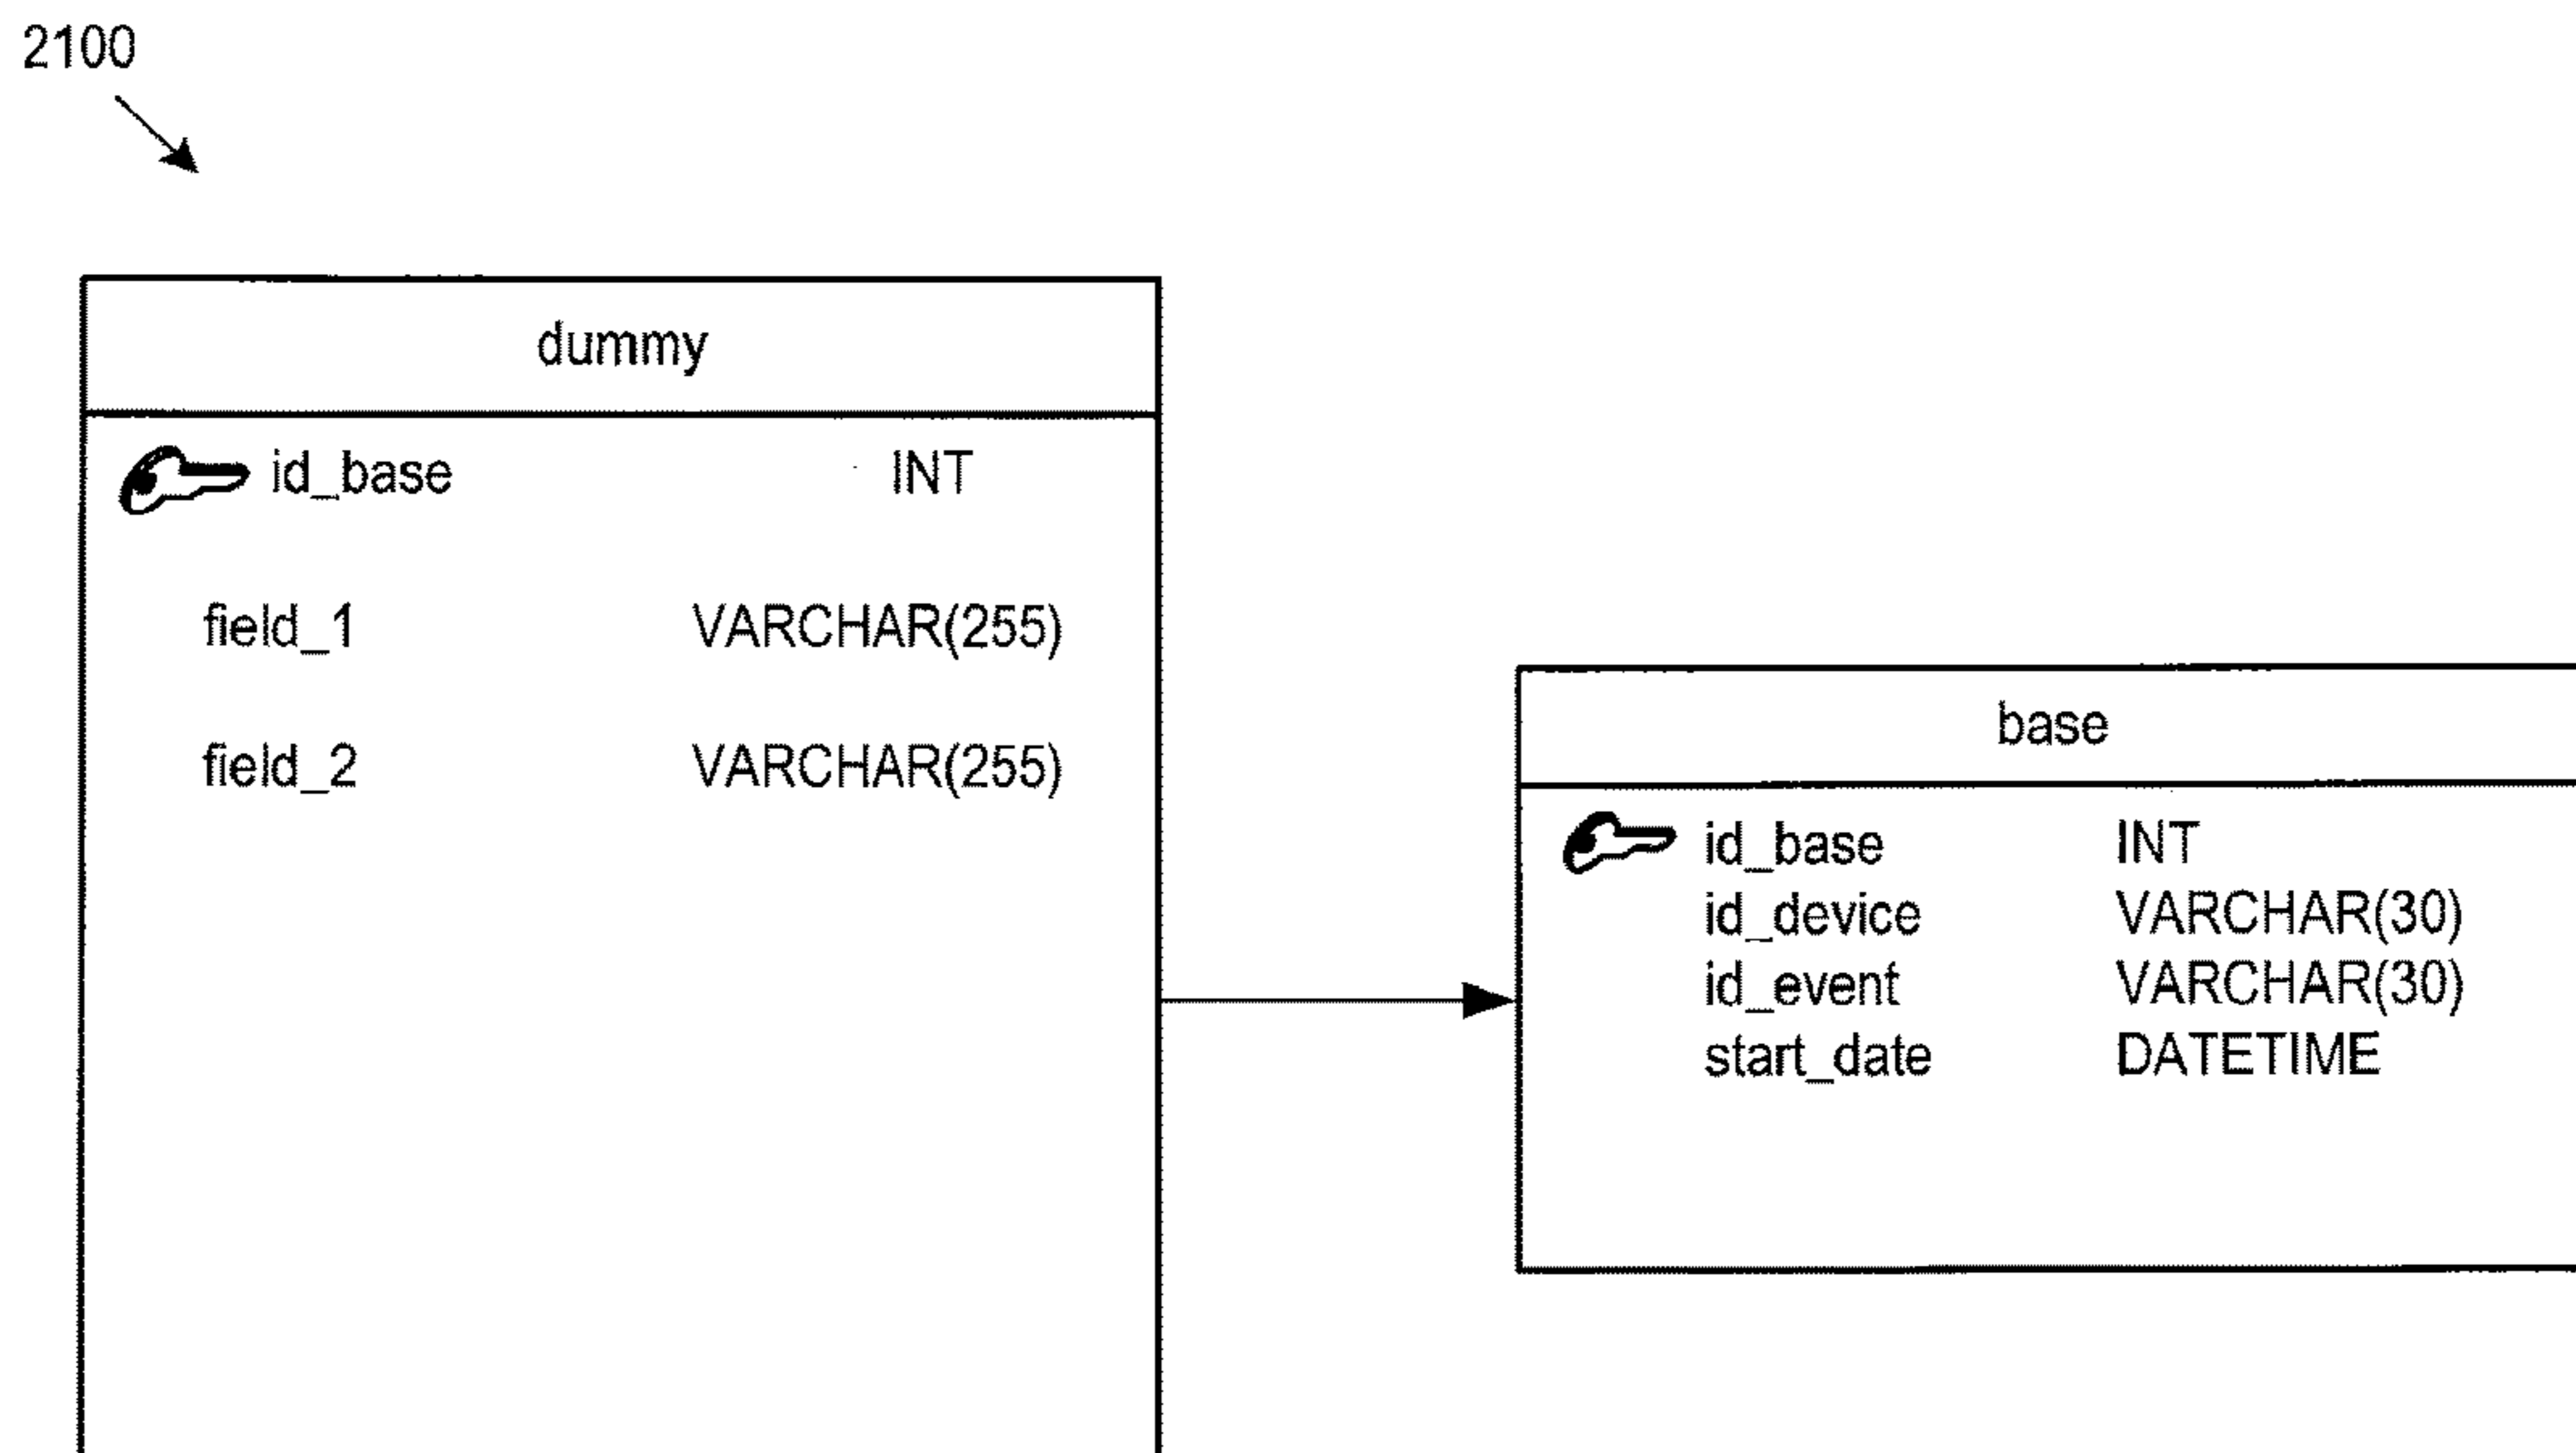 2100
dummy
id_base INT
field_1 VARCHAR(255)
field_2 VARCHAR(255)
base
id_base INT
id_device VARCHAR(30)
id_event VARCHAR(30)
start_date DATETIME